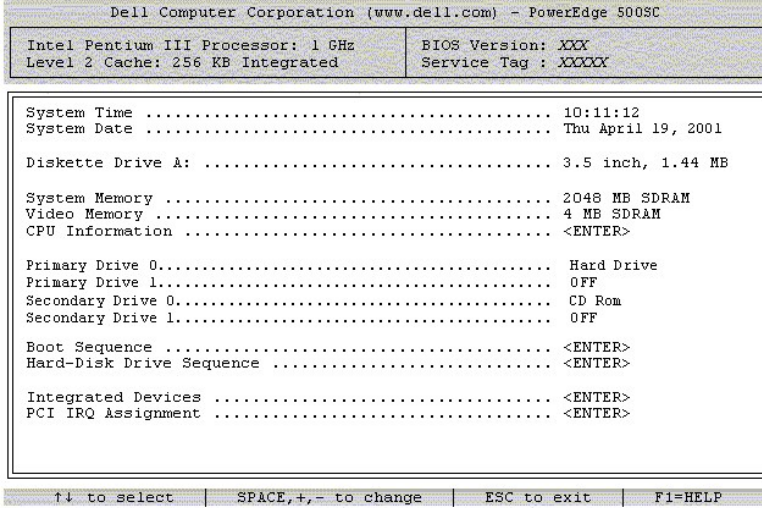 Dell Computer Corporation (www.dell.com) - PowerEdge 500SC
Intel Pentium III Processor: 1 GHz
Level 2 Cache: 256 KB Integrated
BIOS Version: XXX
Service Tag : XXXXX
System Time ......................................... 10:11:12
System Date ......................................... Thu April 19, 2001
Diskette Drive A: ................................... 3.5 inch, 1.44 MB
System Memory ....................................... 2048 MB SDRAM
Video Memory ........................................ 4 MB SDRAM
CPU Information ..................................... <ENTER>
Primary Drive 0........................................ Hard Drive
Primary Drive 1........................................ OFF
Secondary Drive 0...................................... CD Rom
Secondary Drive 1...................................... OFF
Boot Sequence ....................................... <ENTER>
Hard-Disk Drive Sequence ............................ <ENTER>
Integrated Devices .................................. <ENTER>
PCI IRQ Assignment .................................. <ENTER>
↑↓ to select | SPACE,+,- to change | ESC to exit | F1=HELP